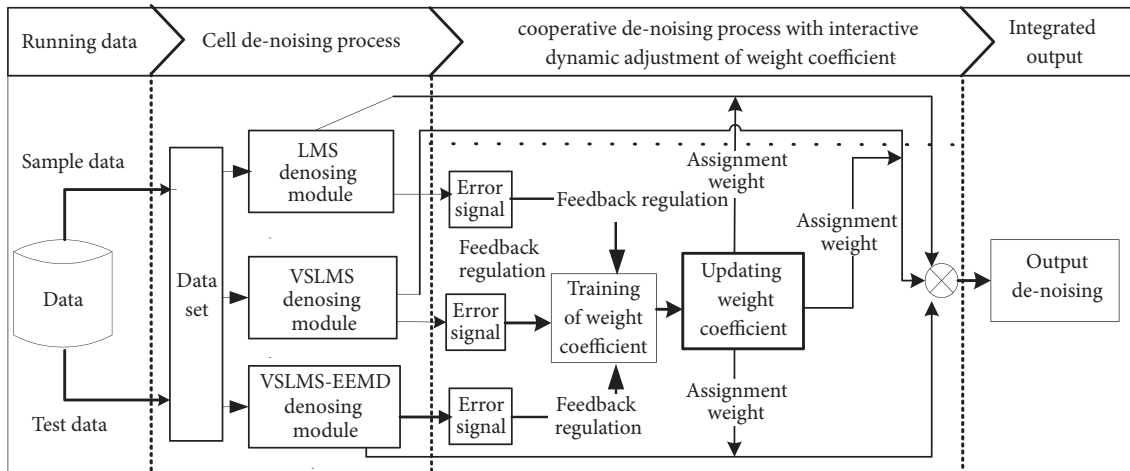 Running data
Cell de-noising process
cooperative de-noising process with interactive
dynamic adjustment of weight coefficient
Integrated
output
Sample data
Data
Test data
Data
set
LMS
denosing
module
VSLMS
denosing
module
VSLMS-EEMD
denosing
module
Error
signal
Feedback regulation
Feedback
regulation
Error
signal
Error
signal
Feedback
regulation
Training
of weight
coefficient
Updating
weight
coefficient
Assignment
weight
Assignment
weight
Assignment
weight
Output
de-noising